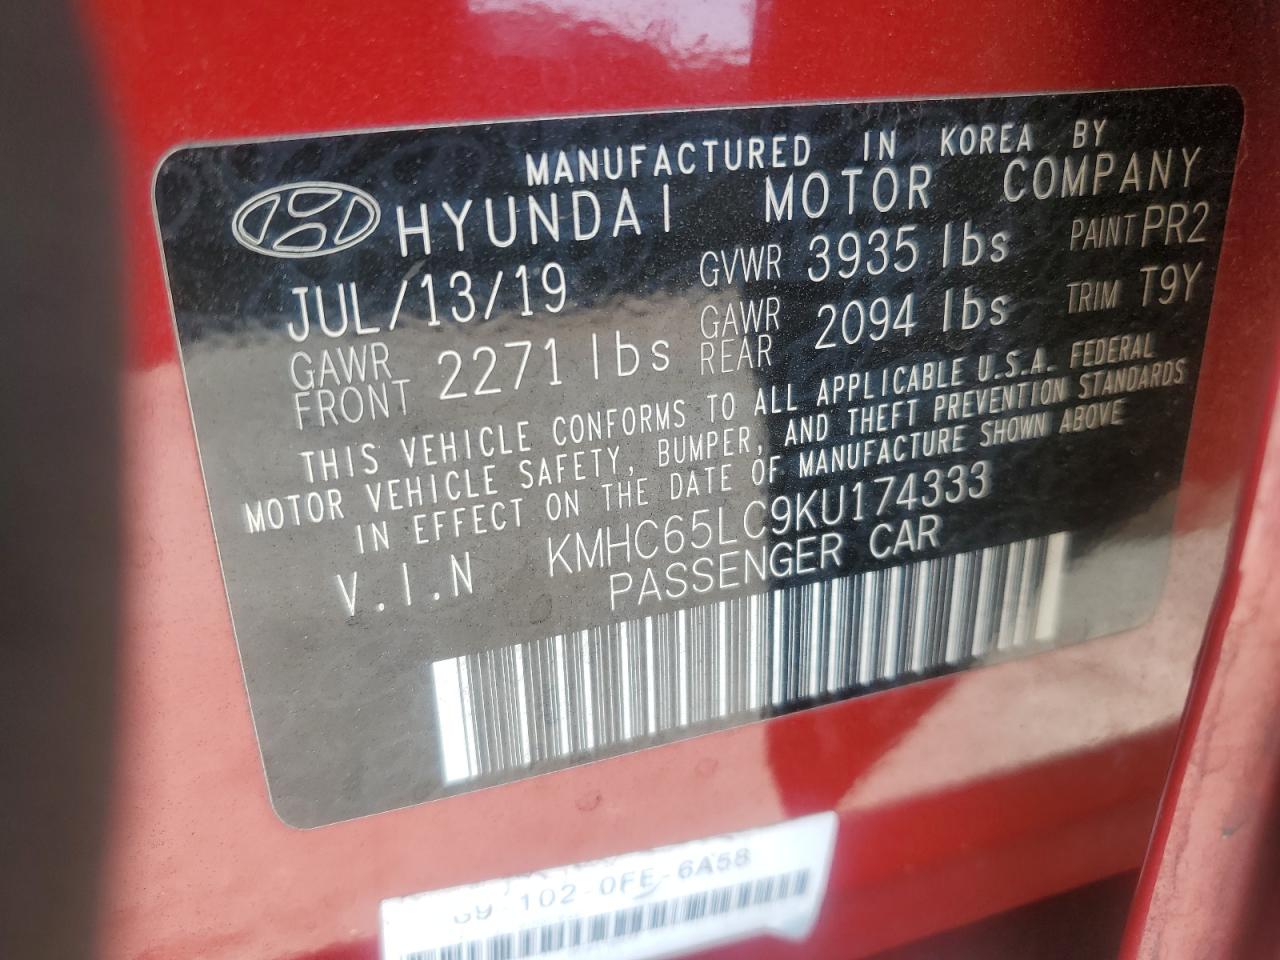 MANUFACTURED IN KOREA BY
HYUNDAI MOTOR COMPANY
JUL/13/19 GVWR 3935 lbs PAINT PR2
GAWR FRONT 2271 lbs GAWR REAR 2094 lbs TRIM T9Y
THIS VEHICLE CONFORMS TO ALL APPLICABLE U.S.A. FEDERAL
MOTOR VEHICLE SAFETY, BUMPER, AND THEFT PREVENTION STANDARDS
IN EFFECT ON THE DATE OF MANUFACTURE SHOWN ABOVE
V.I.N KMHC65LC9KU174333
PASSENGER CAR
102-0FE-6A58